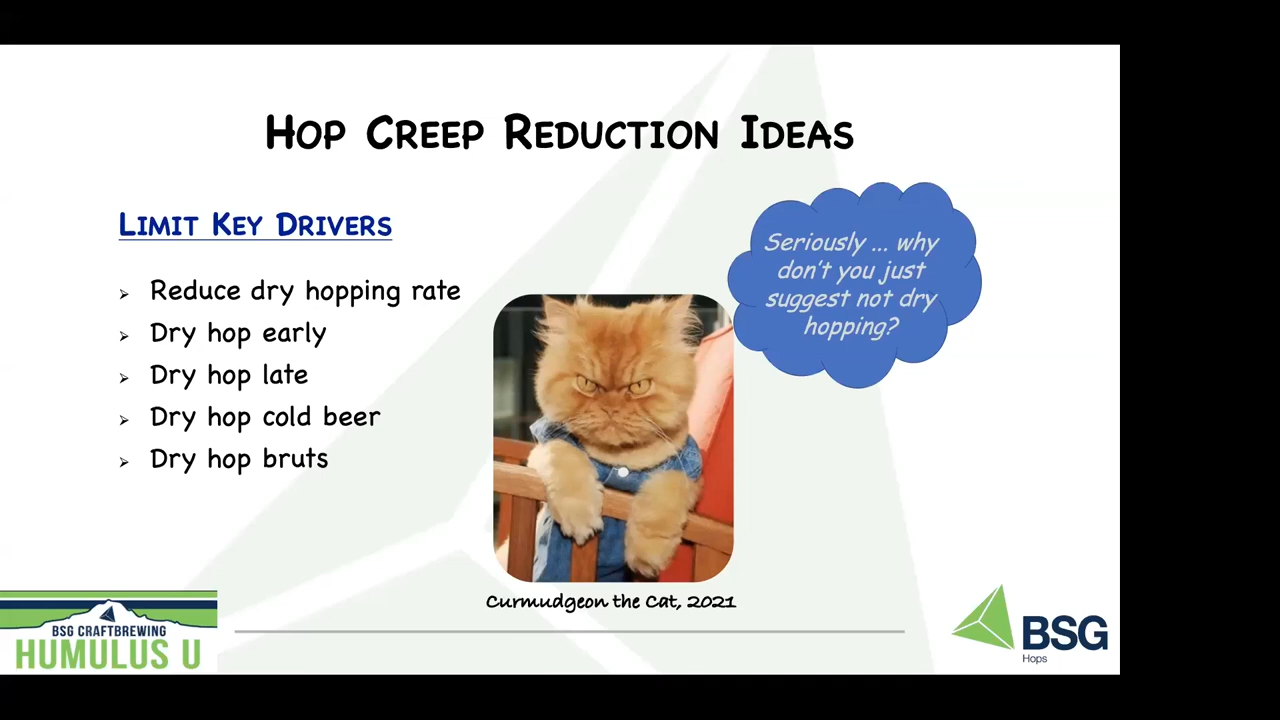 Hop Creep Reduction Ideas
Limit Key Drivers
Reduce dry hopping rate
Dry hop early
Dry hop late
Dry hop cold beer
Dry hop bruts
Seriously ... why
don't you just
suggest not dry
hopping?
Curmudgeon the Cat, 2021
BSG CRAFTBREWING
HUMULUS U
BSG
Hops